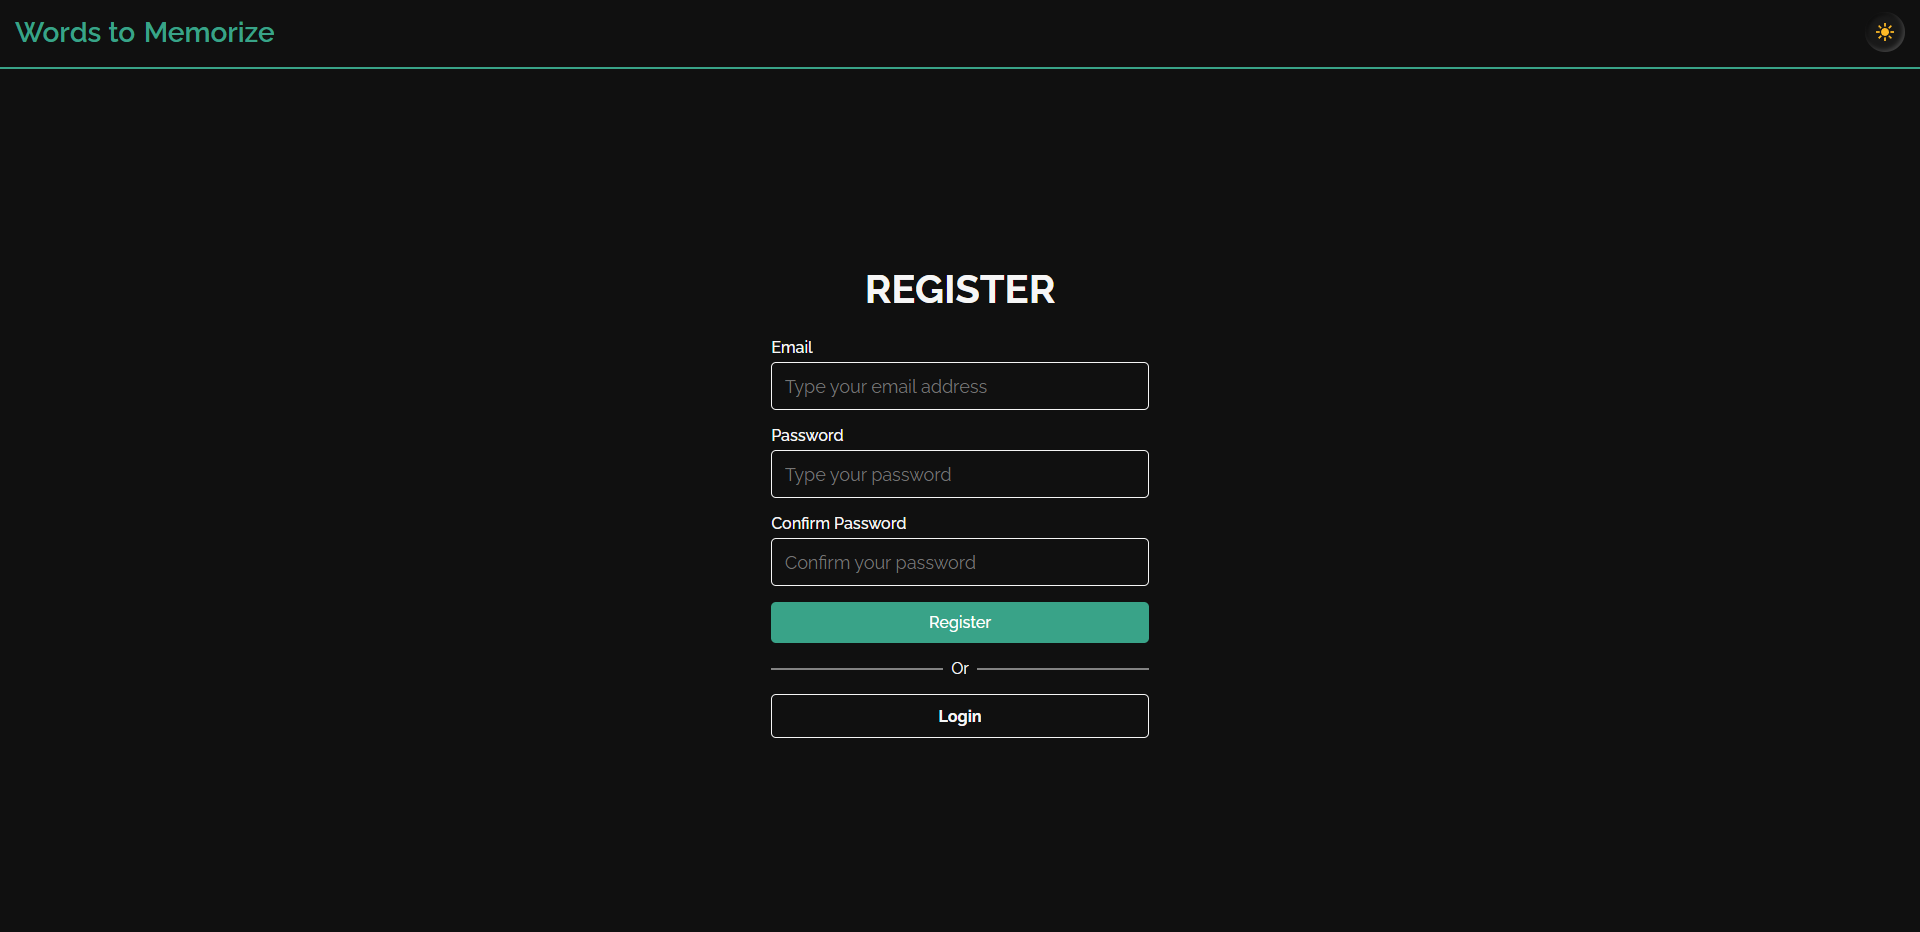 Words to Memorize
REGISTER
Email
Type your email address
Password
Type your password
Confirm Password
Confirm your password
Register
Or
Login